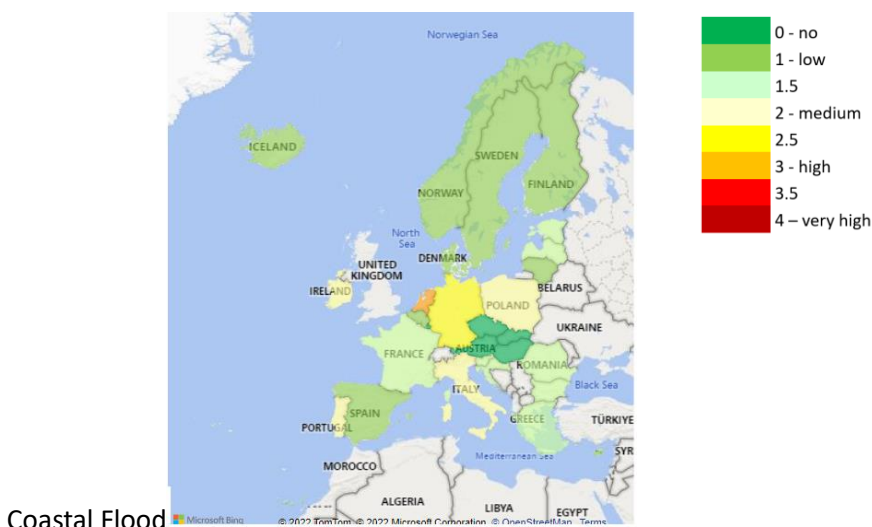 Norwegian Sea
0 - no
1 - low
1.5
2 - medium
2.5
3 - high
3.5
4 – very high
ICELAND
SWEDEN
FINLAND
NORWAY
North
Sea
DENMARK
UNITED
KINGDOM
IRELAND
BELARUS
POLAND
UKRAINE
AUSTRIA
FRANCE
ROMANIA
ITALY
Black Sea
SPAIN
PORTUGAL
GREECE
TÜRKIYE
Mediterranean Sea
SYR
MOROCCO
ALGERIA
LIBYA
EGYPT
Coastal Flood
Microsoft Bing
© 2022 TomTom, © 2022 Microsoft Corporation, © OpenStreetMap Terms